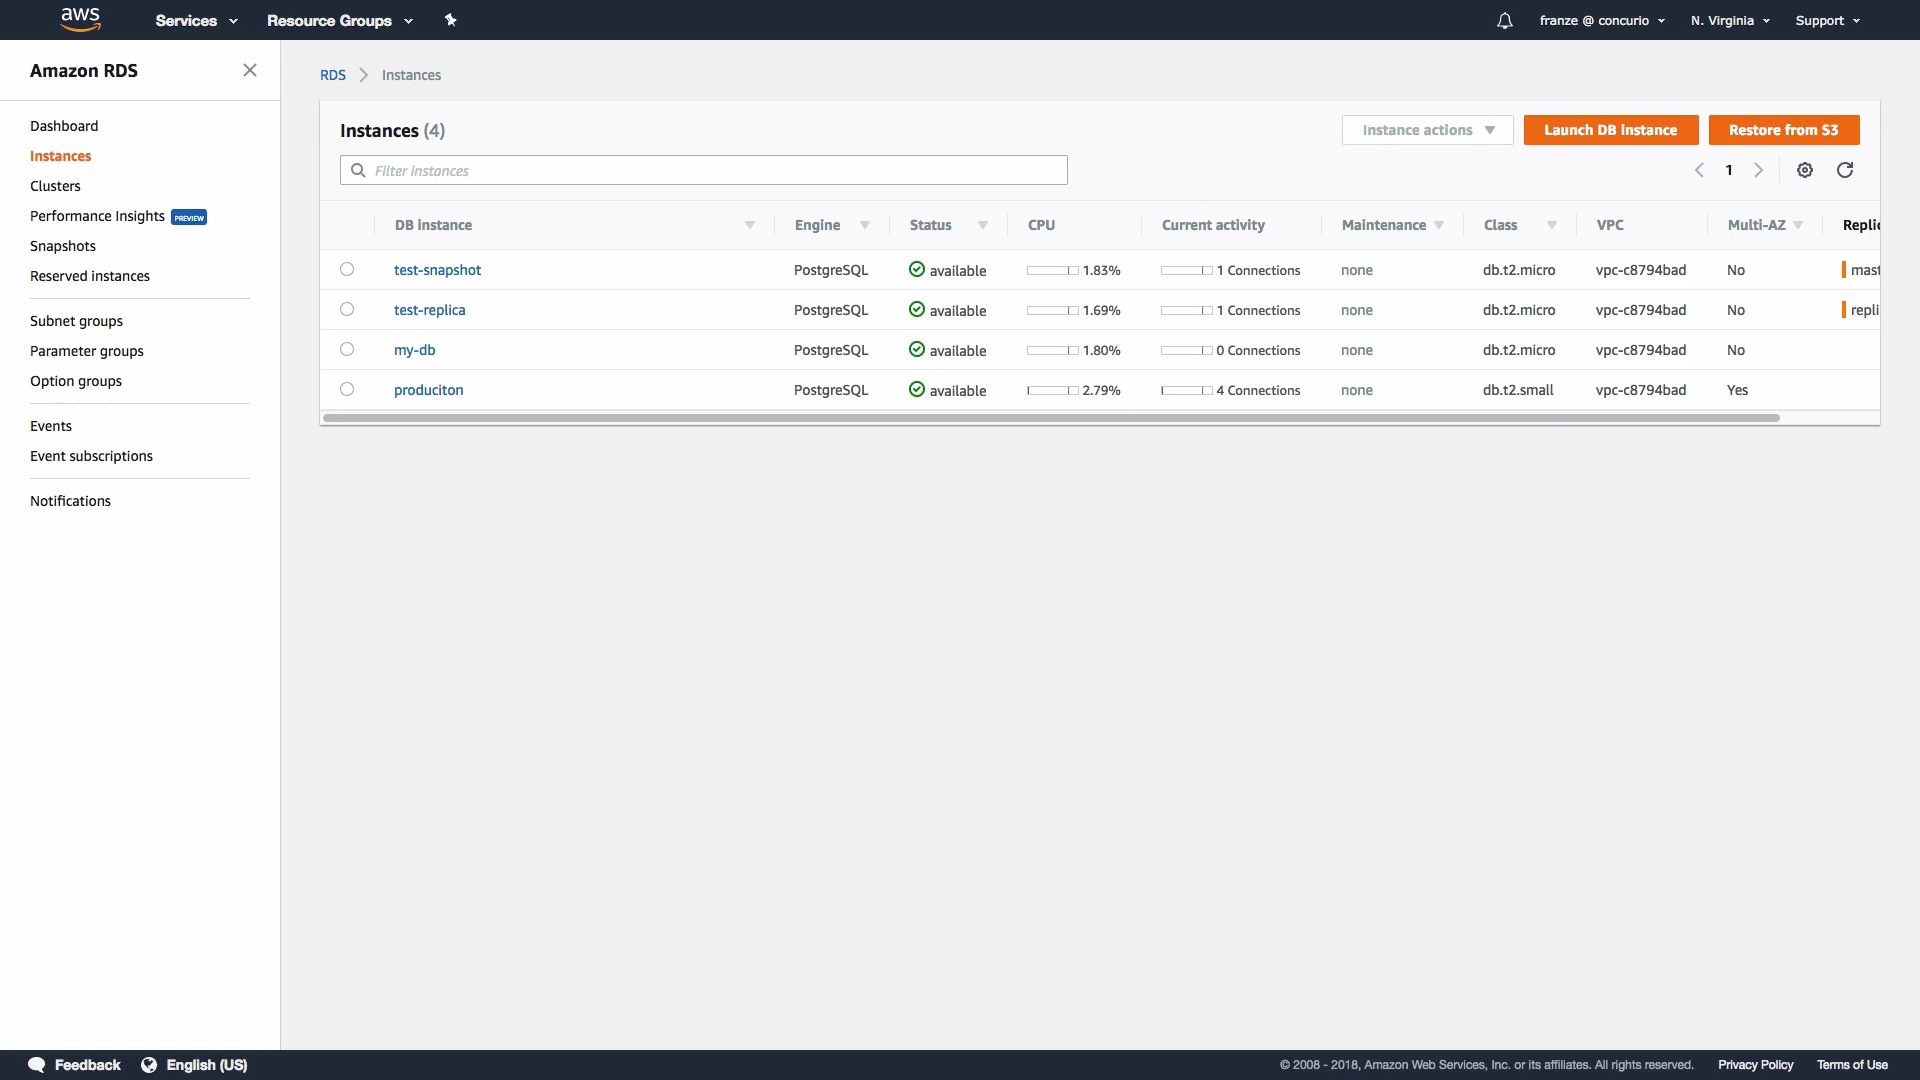 aws Services Resource Groups franze @ concurio N. Virginia Support
Amazon RDS
Dashboard
Instances
Clusters
Performance Insights PREVIEW
Snapshots
Reserved instances
Subnet groups
Parameter groups
Option groups
Events
Event subscriptions
Notifications
RDS Instances
Instances (4) Instance actions Launch DB instance Restore from S3
Filter instances 1
DB instance Engine Status CPU Current activity Maintenance Class VPC Multi-AZ Replic
test-snapshot PostgreSQL available 1.83% 1 Connections none db.t2.micro vpc-c8794bad No mast
test-replica PostgreSQL available 1.69% 1 Connections none db.t2.micro vpc-c8794bad No repli
my-db PostgreSQL available 1.80% 0 Connections none db.t2.micro vpc-c8794bad No
produciton PostgreSQL available 2.79% 4 Connections none db.t2.small vpc-c8794bad Yes
Feedback English (US) © 2008 - 2018, Amazon Web Services, Inc. or its affiliates. All rights reserved. Privacy Policy Terms of Use